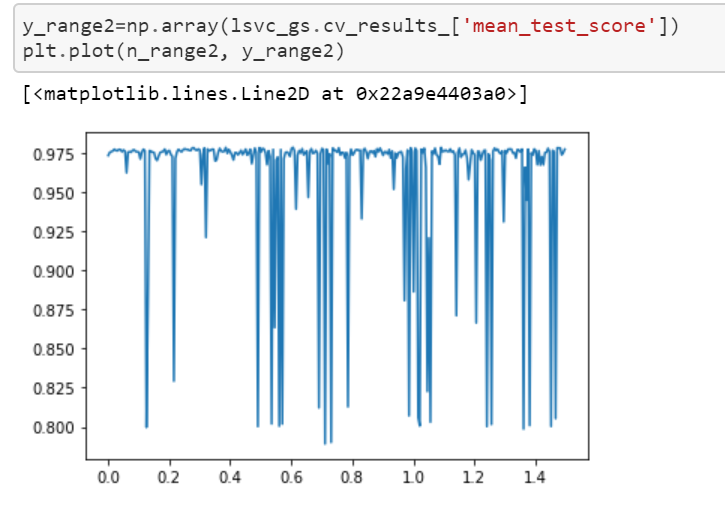 y_range2=np.array(lsvc_gs.cv_results_['mean_test_score'])
plt.plot(n_range2, y_range2)
[<matplotlib.lines.Line2D at 0x22a9e4403a0>]
0.975
0.950
0.925
0.900
0.875
0.850
0.825
0.800
0.0 0.2 0.4 0.6 0.8 1.0 1.2 1.4